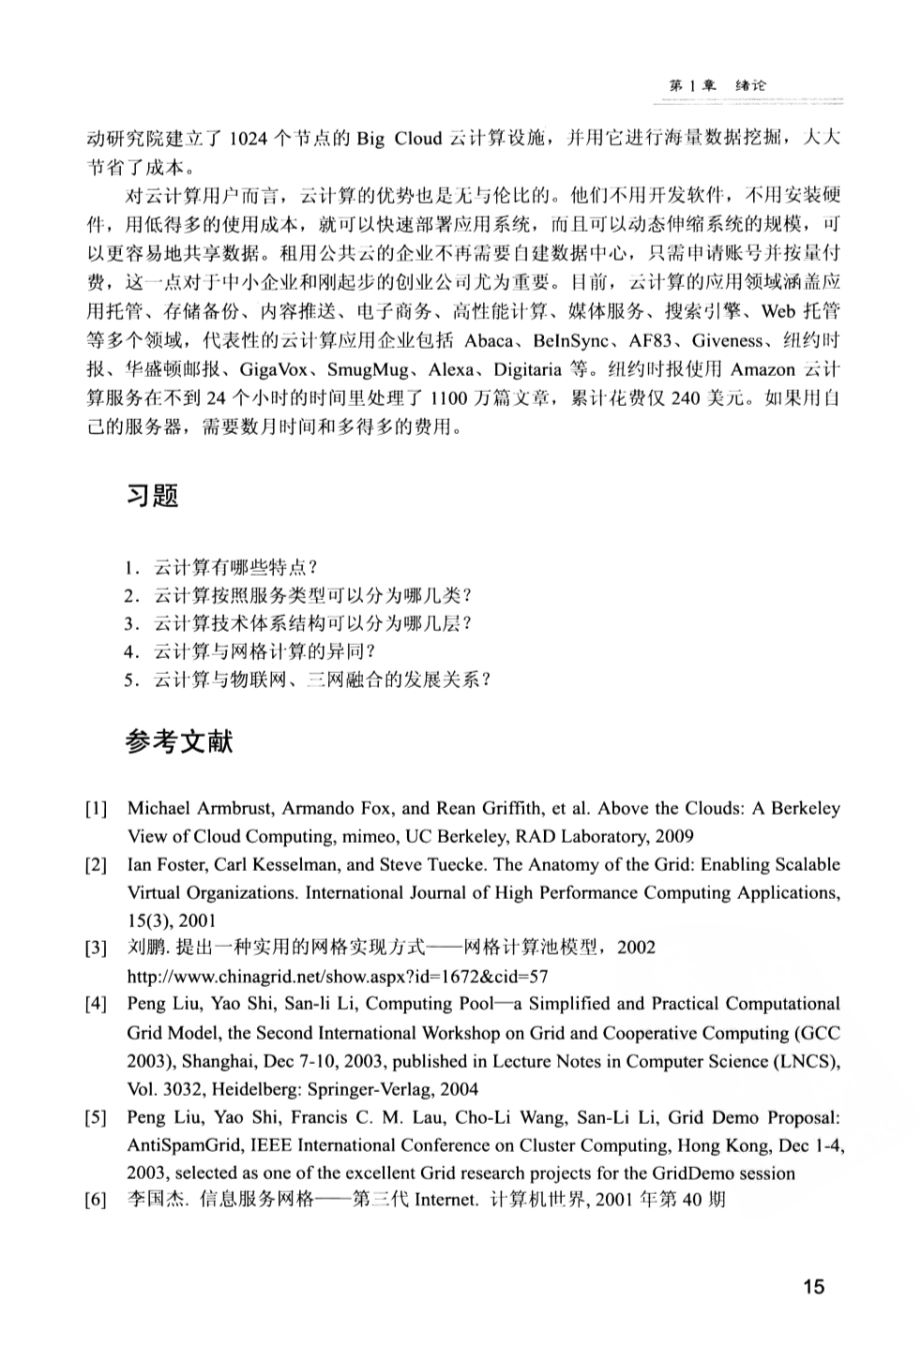 第 1 章 绪论
动研究院建立了 1024 个节点的 Big Cloud 云计算设施，并用它进行海量数据挖掘，大大
节省了成本。
对云计算用户而言，云计算的优势也是无与伦比的。他们不用开发软件，不用安装硬
件，用低得多的使用成本，就可以快速部署应用系统，而且可以动态伸缩系统的规模，可
以更容易地共享数据。租用公共云的企业不再需要自建数据中心，只需申请账号并按量付
费，这一点对于中小企业和刚起步的创业公司尤为重要。目前，云计算的应用领域涵盖应
用托管、存储备份、内容推送、电子商务、高性能计算、媒体服务、搜索引擎、Web 托管
等多个领域，代表性的云计算应用企业包括 Abaca、BeInSync、AF83、Giveness、纽约时
报、华盛顿邮报、GigaVox、SmugMug、Alexa、Digitaria 等。纽约时报使用 Amazon 云计
算服务在不到 24 个小时的时间里处理了 1100 万篇文章，累计花费仅 240 美元。如果用自
己的服务器，需要数月时间和多得多的费用。
习题
1．云计算有哪些特点？
2．云计算按照服务类型可以分为哪几类？
3．云计算技术体系结构可以分为哪几层？
4．云计算与网格计算的异同？
5．云计算与物联网、三网融合的发展关系？
参考文献
[1] Michael Armbrust, Armando Fox, and Rean Griffith, et al. Above the Clouds: A Berkeley
View of Cloud Computing, mimeo, UC Berkeley, RAD Laboratory, 2009
[2] Ian Foster, Carl Kesselman, and Steve Tuecke. The Anatomy of the Grid: Enabling Scalable
Virtual Organizations. International Journal of High Performance Computing Applications,
15(3), 2001
[3] 刘鹏. 提出一种实用的网格实现方式——网格计算池模型，2002
http://www.chinagrid.net/show.aspx?id=1672&cid=57
[4] Peng Liu, Yao Shi, San-li Li, Computing Pool—a Simplified and Practical Computational
Grid Model, the Second International Workshop on Grid and Cooperative Computing (GCC
2003), Shanghai, Dec 7-10, 2003, published in Lecture Notes in Computer Science (LNCS),
Vol. 3032, Heidelberg: Springer-Verlag, 2004
[5] Peng Liu, Yao Shi, Francis C. M. Lau, Cho-Li Wang, San-Li Li, Grid Demo Proposal:
AntiSpamGrid, IEEE International Conference on Cluster Computing, Hong Kong, Dec 1-4,
2003, selected as one of the excellent Grid research projects for the GridDemo session
[6] 李国杰. 信息服务网格——第三代 Internet. 计算机世界, 2001 年第 40 期
15